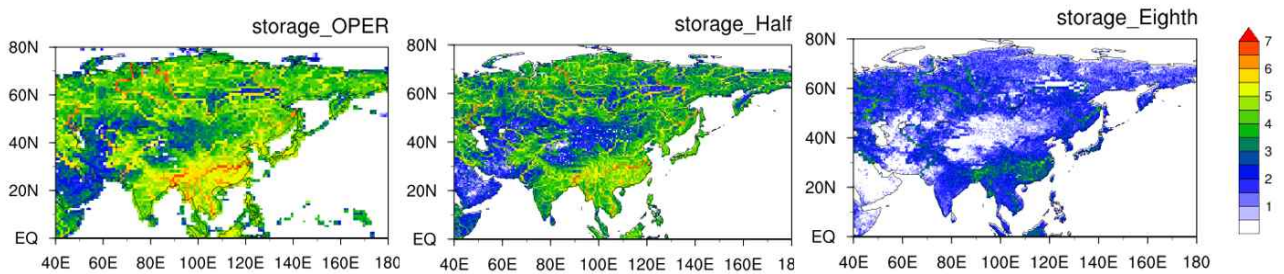 storage_OPER
80N
60N
40N
20N
EQ
40E 60E 80E 100E 120E 140E 160E 18
storage_Half
80N
60N
40N
20N
EQ
40E 60E 80E 100E 120E 140E 160E 180
storage_Eighth
80N
60N
40N
20N
EQ
40E 60E 80E 100E 120E 140E 160E 180
7
6
5
4
3
2
1